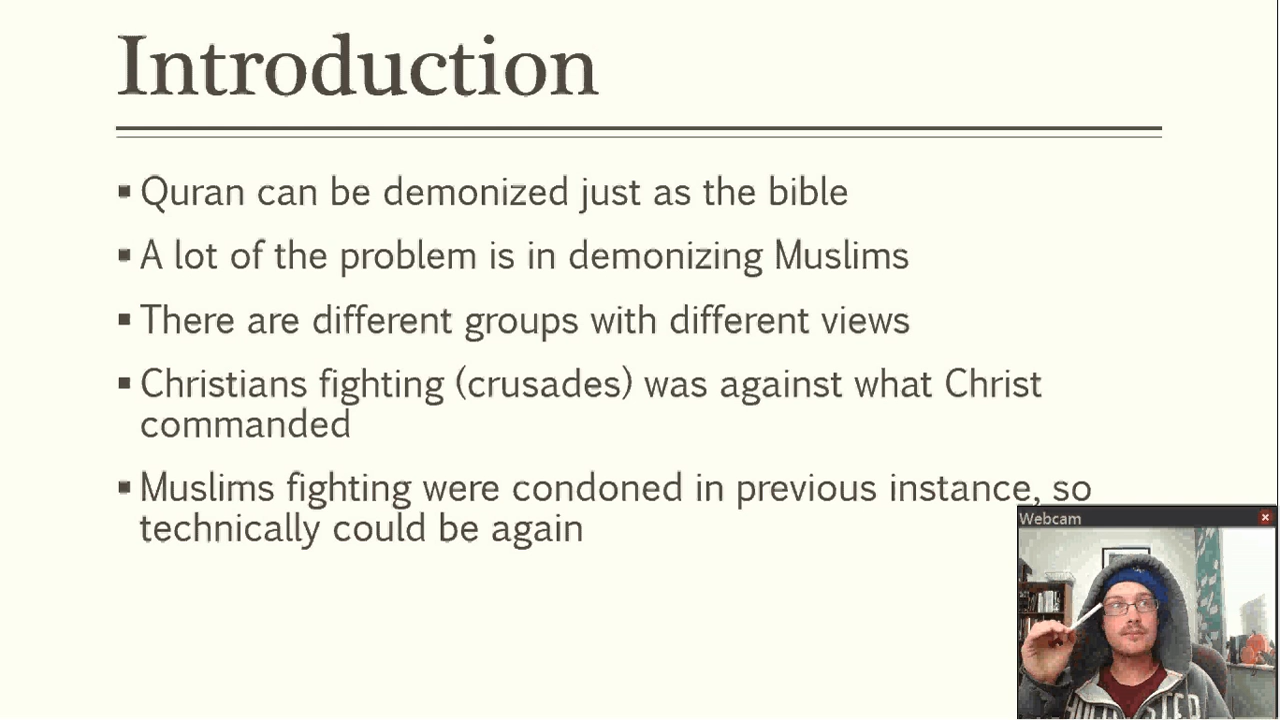 Introduction
▪ Quran can be demonized just as the bible
▪ A lot of the problem is in demonizing Muslims
▪ There are different groups with different views
▪ Christians fighting (crusades) was against what Christ
commanded
▪ Muslims fighting were condoned in previous instance, so
technically could be again
Webcam